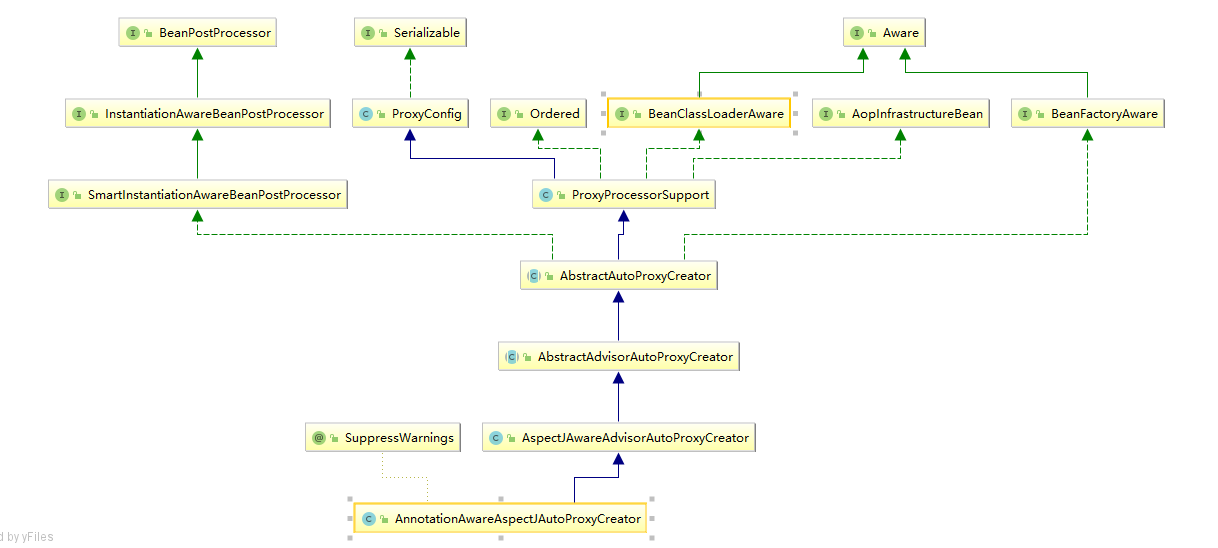 BeanPostProcessor
Serializable
Aware
InstantiationAwareBeanPostProcessor
ProxyConfig
Ordered
BeanClassLoaderAware
AopInfrastructureBean
BeanFactoryAware
SmartInstantiationAwareBeanPostProcessor
ProxyProcessorSupport
AbstractAutoProxyCreator
AbstractAdvisorAutoProxyCreator
SuppressWarnings
AspectJAwareAdvisorAutoProxyCreator
AnnotationAwareAspectJAutoProxyCreator
d by yFiles